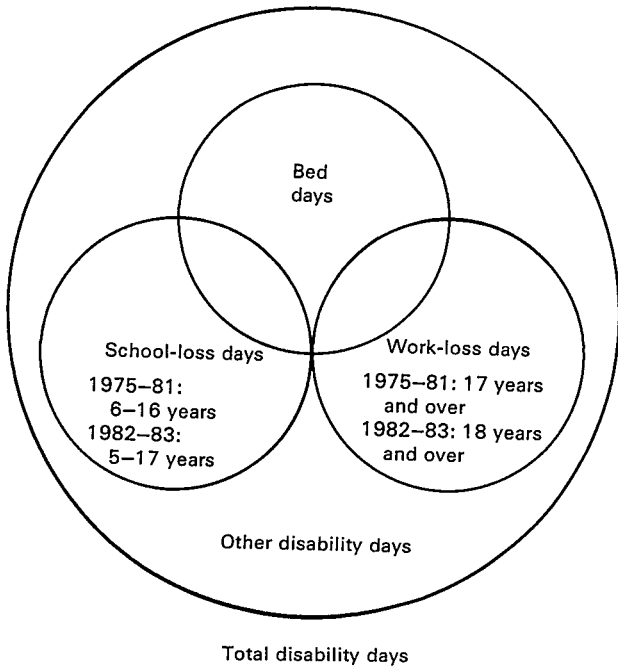 Bed
days
School-loss days
1975–81:
6–16 years
1982–83:
5–17 years
Work-loss days
1975–81: 17 years
and over
1982–83: 18 years
and over
Other disability days
Total disability days